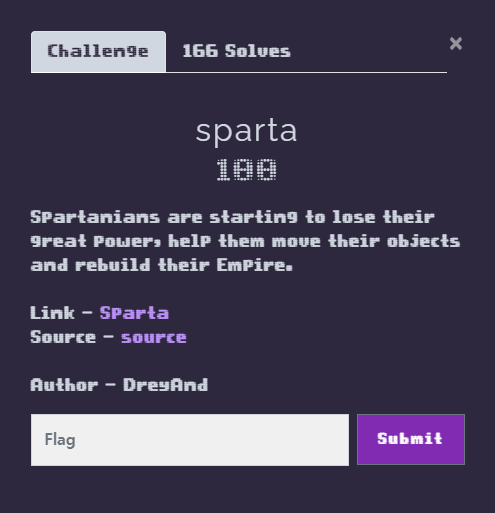 Challenge 166 Solves ×
sparta
100
Spartanians are starting to lose their
great power, help them move their objects
and rebuild their Empire.
Link - Sparta
Source - source
Author - DreyAnd
Flag Submit